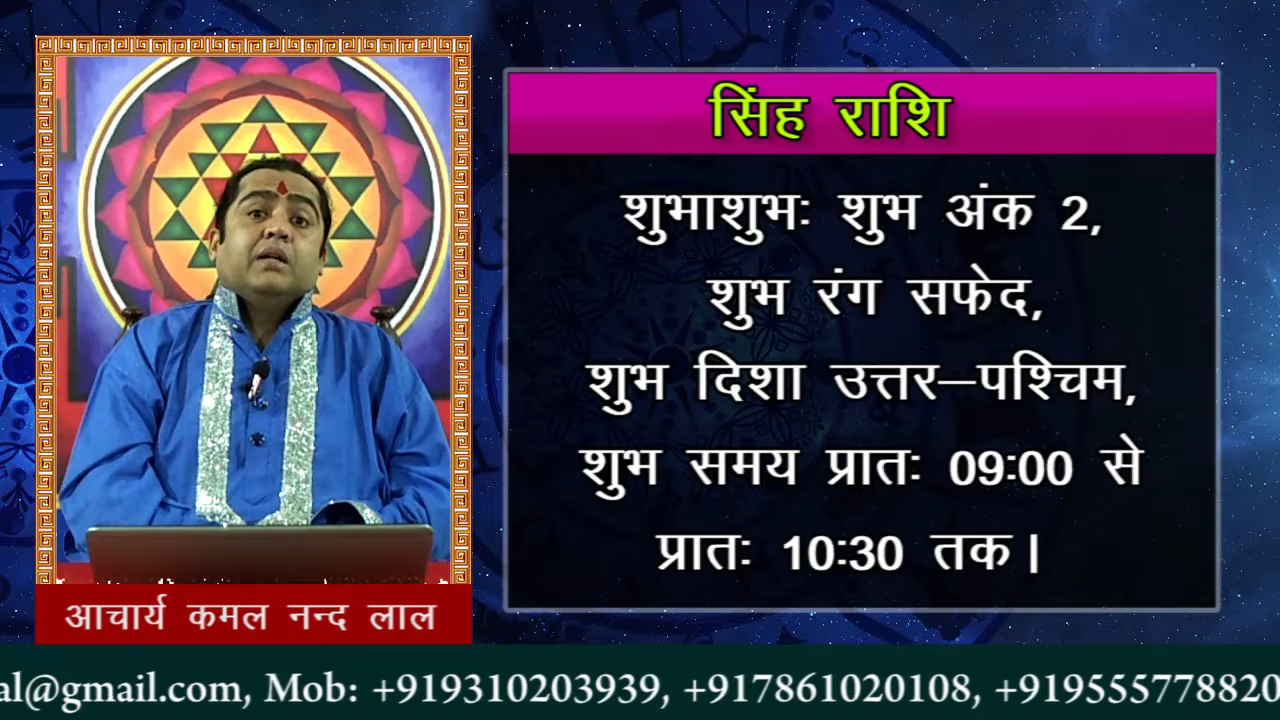 सिंह राशि
शुभाशुभः शुभ अंक 2,
शुभ रंग सफेद,
शुभ दिशा उत्तर–पश्चिम,
शुभ समय प्रातः 09:00 से
प्रातः 10:30 तक।
आचार्य कमल नन्द लाल
al@gmail.com, Mob: +919310203939, +917861020108, +919555778820